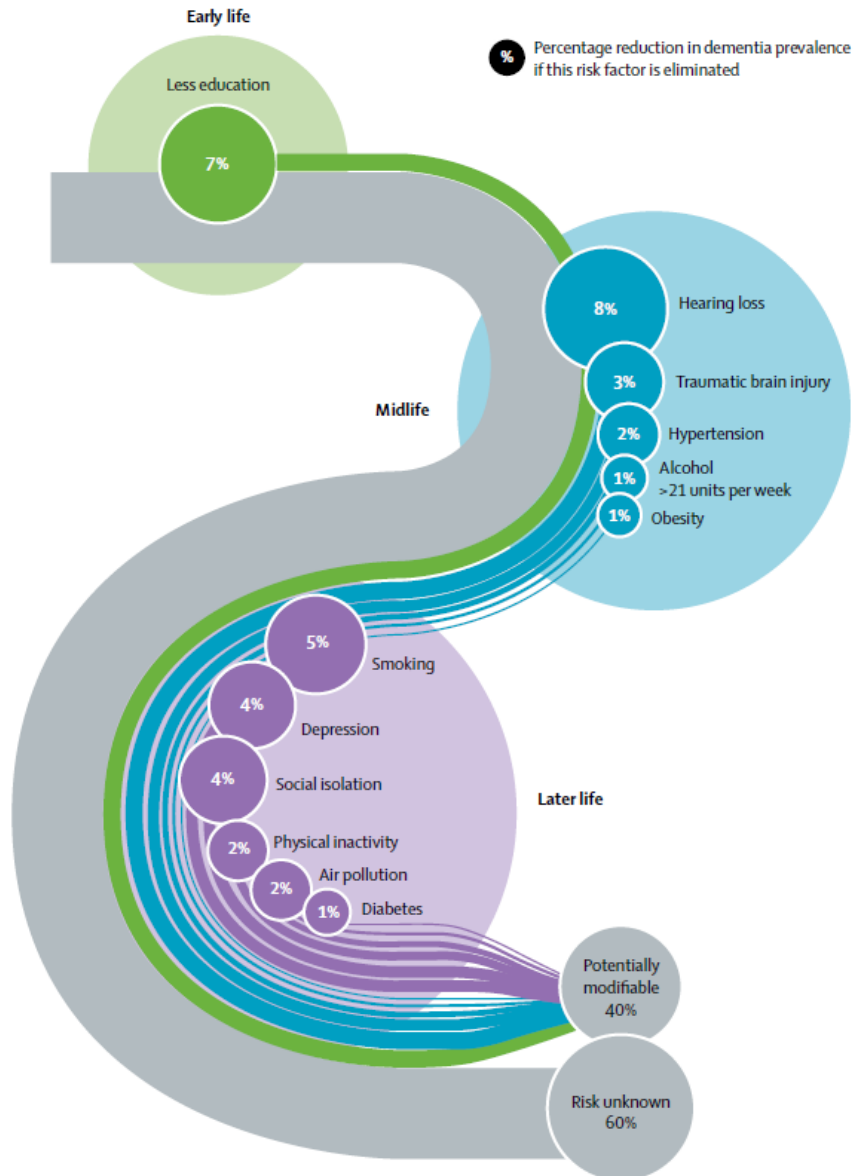 Early life
%
Percentage reduction in dementia prevalence
if this risk factor is eliminated
Less education
7%
8%
Hearing loss
3%
Traumatic brain injury
Midlife
2%
Hypertension
1%
Alcohol
>21 units per week
1%
Obesity
5%
Smoking
4%
Depression
4%
Social isolation
Later life
2%
Physical inactivity
2%
Air pollution
1%
Diabetes
Potentially
modifiable
40%
Risk unknown
60%